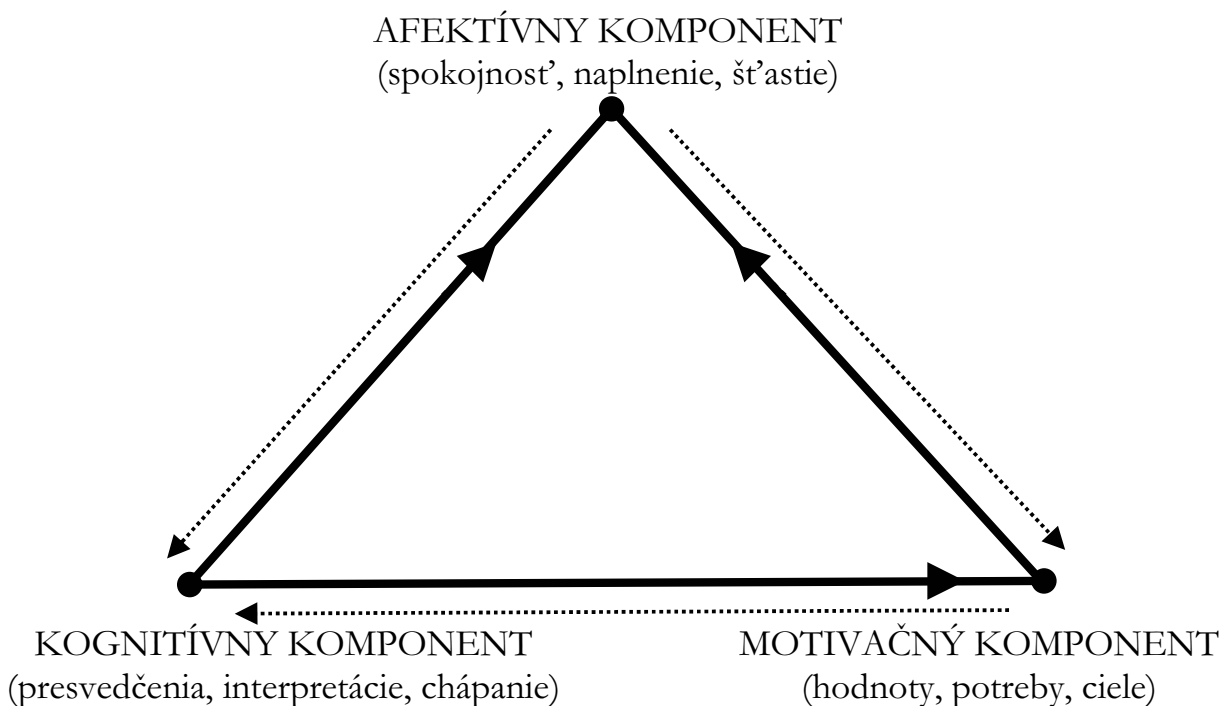 AFEKTÍVNY KOMPONENT
(spokojnosť, naplnenie, šťastie)
KOGNITÍVNY KOMPONENT
(presvedčenia, interpretácie, chápanie)
MOTIVAČNÝ KOMPONENT
(hodnoty, potreby, ciele)